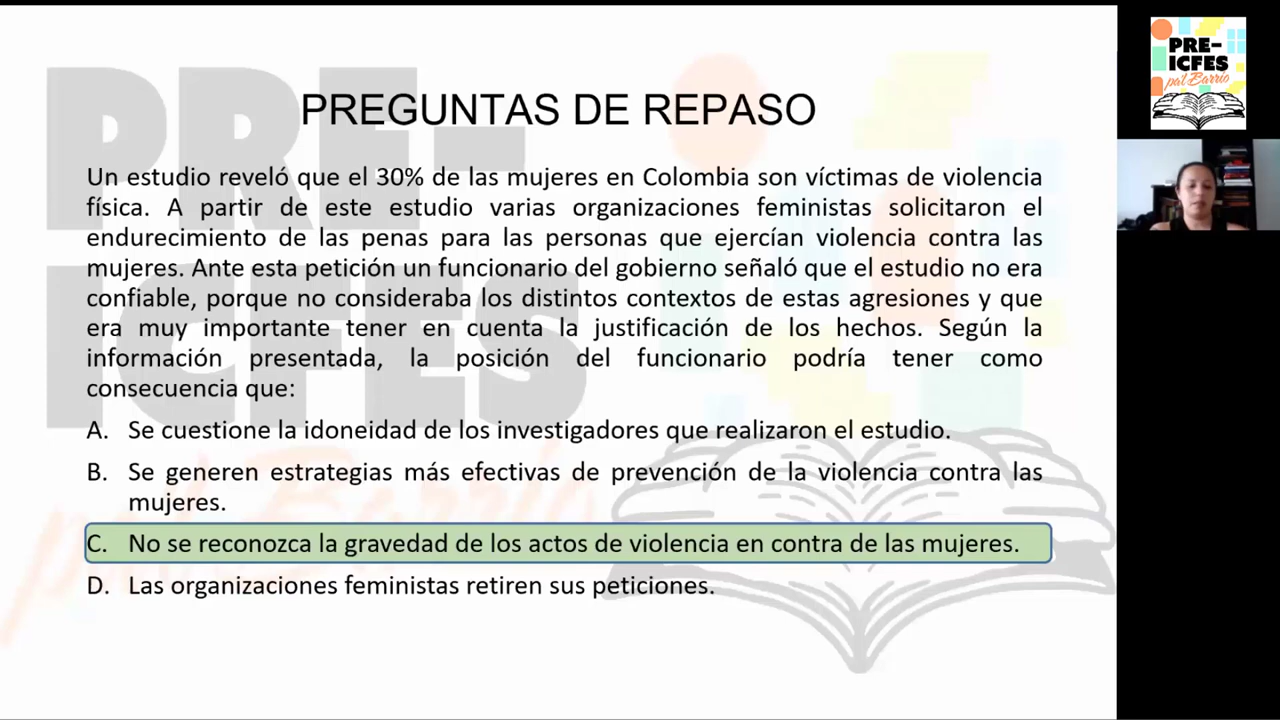 PREGUNTAS DE REPASO
Un estudio reveló que el 30% de las mujeres en Colombia son víctimas de violencia
física. A partir de este estudio varias organizaciones feministas solicitaron el
endurecimiento de las penas para las personas que ejercían violencia contra las
mujeres. Ante esta petición un funcionario del gobierno señaló que el estudio no era
confiable, porque no consideraba los distintos contextos de estas agresiones y que
era muy importante tener en cuenta la justificación de los hechos. Según la
información presentada, la posición del funcionario podría tener como
consecuencia que:
A. Se cuestione la idoneidad de los investigadores que realizaron el estudio.
B. Se generen estrategias más efectivas de prevención de la violencia contra las
mujeres.
C. No se reconozca la gravedad de los actos de violencia en contra de las mujeres.
D. Las organizaciones feministas retiren sus peticiones.
PRE-
ICFES
pal Barrio
PRE-
ICFES
pal Barrio